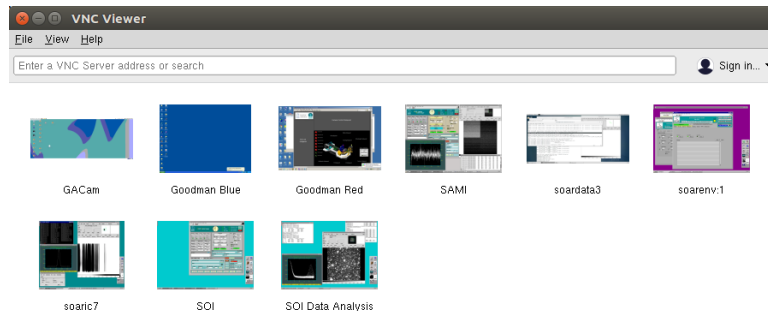 VNC Viewer
File View Help
Enter a VNC Server address or search
Sign in...
GACam Goodman Blue Goodman Red SAMI soardata3 soarenv:1
soaric7 SOI SOI Data Analysis